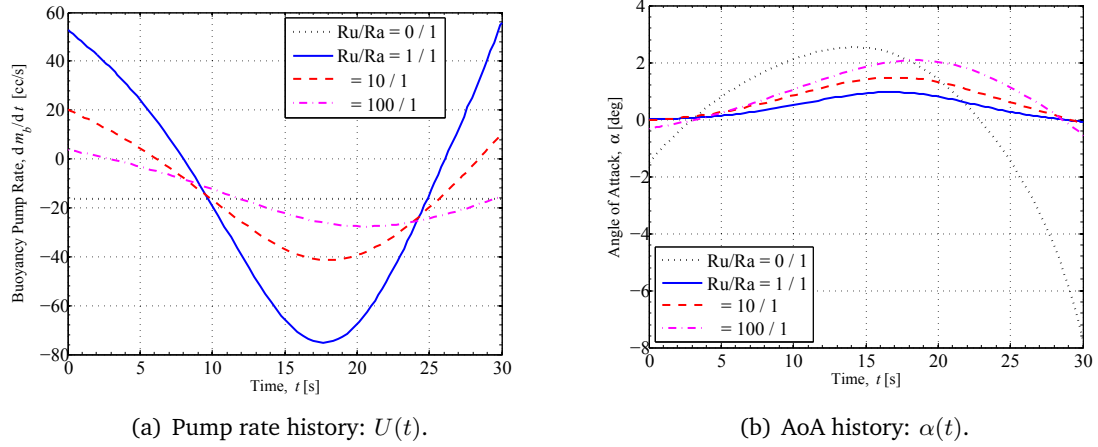 60
40
20
0
−20
−40
−60
−80
Buoyancy Pump Rate, d m_b/d t [cc/s]
Ru/Ra = 0 / 1
Ru/Ra = 1 / 1
= 10 / 1
= 100 / 1
0 5 10 15 20 25 30
Time, t [s]
(a) Pump rate history: U(t).
4
2
0
−2
−4
−6
−8
Angle of Attack, α [deg]
Ru/Ra = 0 / 1
Ru/Ra = 1 / 1
= 10 / 1
= 100 / 1
0 5 10 15 20 25 30
Time, t [s]
(b) AoA history: α(t).